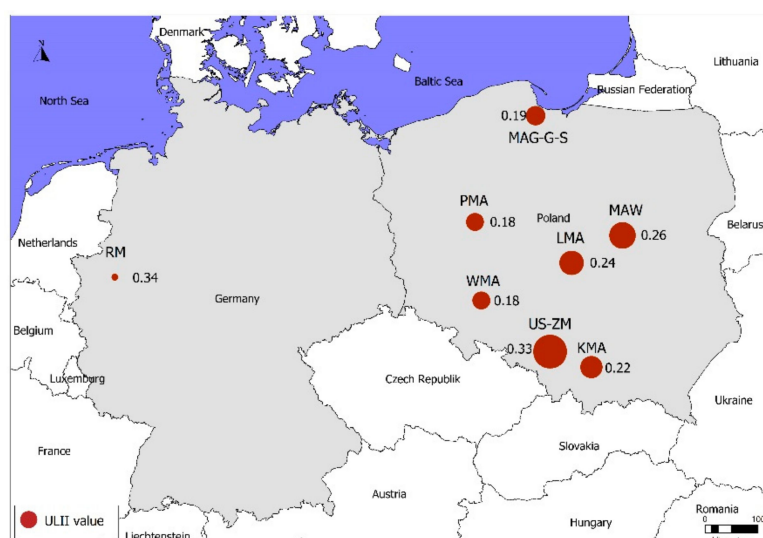 Denmark
Lithuania
N
Baltic Sea
Russian Federation
North Sea
0.19
MAG-G-S
PMA
Poland
MAW
Belarus
0.18
0.26
Netherlands
LMA
RM
0.34
0.24
WMA
Germany
0.18
US-ZM
Belgium
0.33
KMA
0.22
Luxemburg
Czech Republik
Ukraine
France
Slovakia
Austria
Romania
ULII value
Hungary
0
100
Liechtenstein